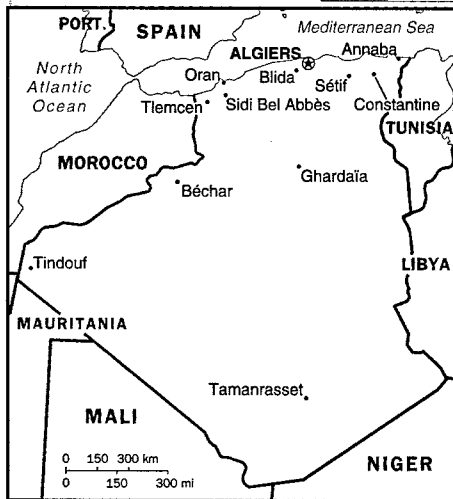 PORT.
SPAIN
Mediterranean Sea
ALGIERS
Annaba
North
Atlantic
Ocean
Oran
Blida
Sétif
Tlemcen
Sidi Bel Abbès
Constantine
TUNISIA
MOROCCO
Ghardaïa
Béchar
Tindouf
LIBYA
MAURITANIA
Tamanrasset
MALI
NIGER
0 150 300 km
0 150 300 mi